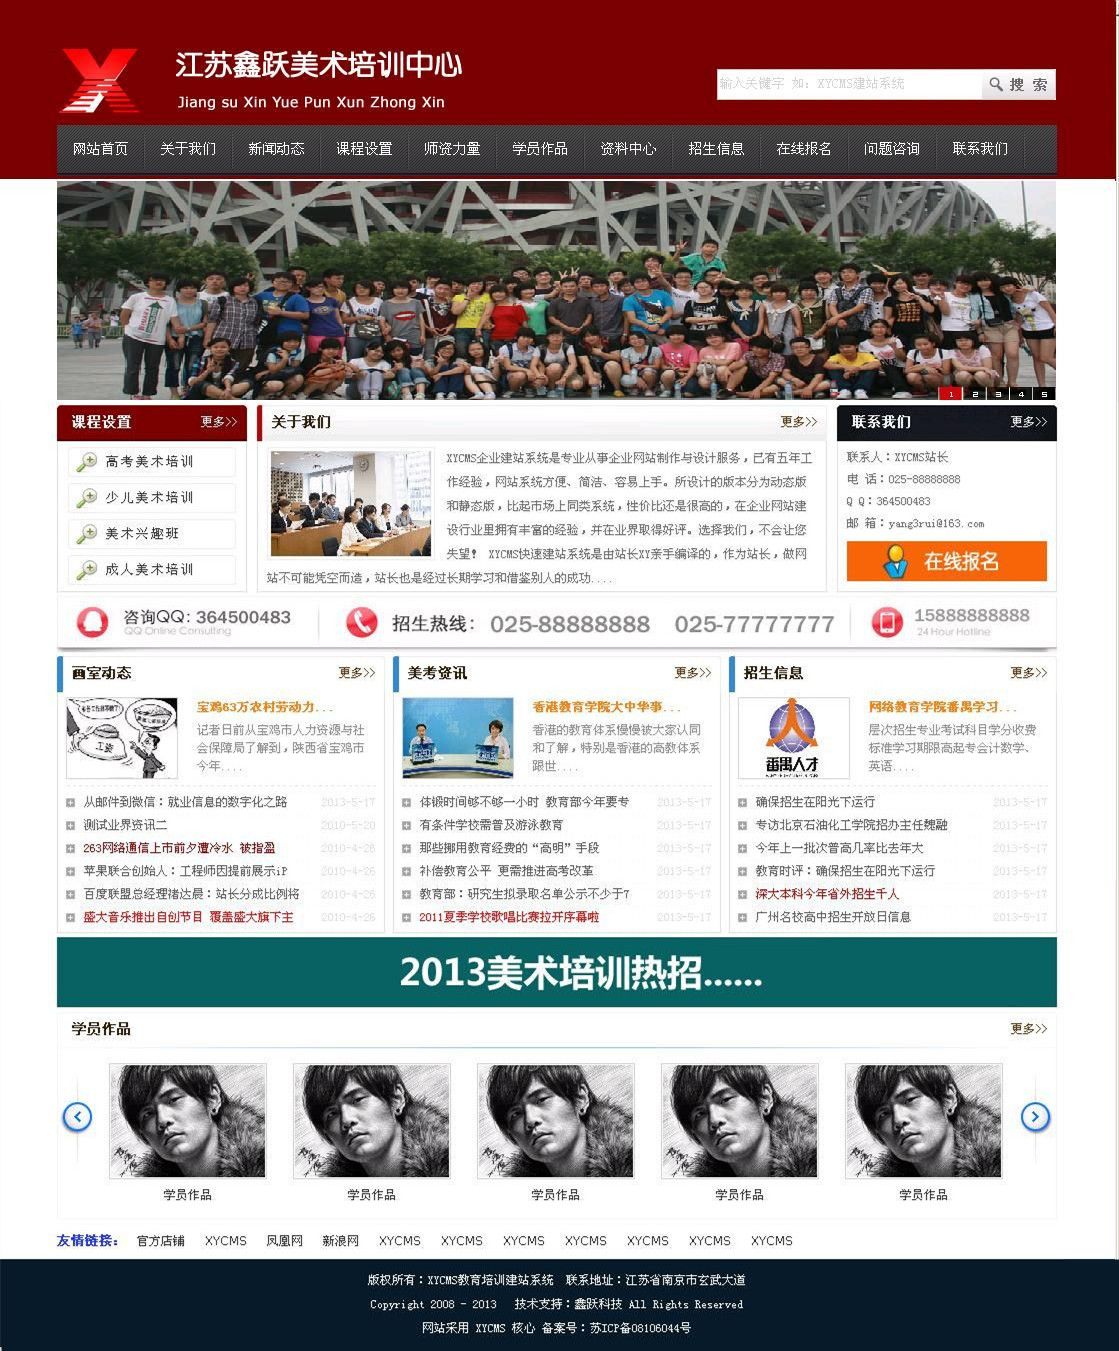 江苏鑫跃美术培训中心
Jiang su Xin Yue Pun Xun Zhong Xin
输入关键字 如：XYCMS建站系统
搜 索
网站首页 关于我们 新闻动态 课程设置 师资力量 学员作品 资料中心 招生信息 在线报名 问题咨询 联系我们
1 2 3 4 5
课程设置 更多>>
高考美术培训
少儿美术培训
美术兴趣班
成人美术培训
关于我们 更多>>
XYCMS企业建站系统是专业从事企业网站制作与设计服务，已有五年工
作经验，网站系统方便、简洁、容易上手。所设计的版本分为动态版
和静态版，比起市场上同类系统，性价比还是很高的，在企业网站建
设行业里拥有丰富的经验，并在业界取得好评。选择我们，不会让您
失望！ XYCMS快速建站系统是由站长XY亲手编译的，作为站长，做网
站不可能凭空而造，站长也是经过长期学习和借鉴别人的成功....
联系我们 更多>>
联系人：XYCMS站长
电 话：025-88888888
Q Q：364500483
邮 箱：yang3rui@163.com
在线报名
咨询QQ: 364500483
QQ Online Consulting
招生热线： 025-88888888 025-77777777
15888888888
24 Hour Hotline
画室动态 更多>>
宝鸡63万农村劳动力...
记者日前从宝鸡市人力资源与社
会保障局了解到，陕西省宝鸡市
今年....
从邮件到微信：就业信息的数字化之路 2013-5-17
测试业界资讯二 2010-5-20
263网络通信上市前夕遭冷水 被指盈 2010-4-28
苹果联合创始人：工程师因提前展示iP 2010-4-26
百度联盟总经理褚达晨：站长分成比例将 2010-4-26
盛大音乐推出自创节目 覆盖盛大旗下主 2010-4-26
美考资讯 更多>>
香港教育学院大中华事...
香港的教育体系慢慢被大家认同
和了解，特别是香港的高教体系
跟世....
体锻时间够不够一小时 教育部今年要专 2013-5-17
有条件学校需普及游泳教育 2013-5-17
那些挪用教育经费的“高明”手段 2013-5-17
补偿教育公平 更需推进高考改革 2013-5-17
教育部：研究生拟录取名单公示不少于7 2013-5-17
2011夏季学校歌唱比赛拉开序幕啦 2013-5-17
招生信息 更多>>
番禺人才
网络教育学院番禺学习...
层次招生专业考试科目学分收费
标准学习期限高起专会计数学、
英语....
确保招生在阳光下运行 2013-5-17
专访北京石油化工学院招办主任魏融 2013-5-17
今年上一批次普高几率比去年大 2013-5-17
教育时评：确保招生在阳光下运行 2013-5-17
深大本科今年省外招生千人 2013-5-17
广州名校高中招生开放日信息 2013-5-17
2013美术培训热招......
学员作品 更多>>
学员作品 学员作品 学员作品 学员作品 学员作品
友情链接： 官方店铺 XYCMS 凤凰网 新浪网 XYCMS XYCMS XYCMS XYCMS XYCMS XYCMS XYCMS
版权所有：XYCMS教育培训建站系统 联系地址：江苏省南京市玄武大道
Copyright 2008 - 2013 技术支持：鑫跃科技 All Rights Reserved
网站采用 XYCMS 核心 备案号：苏ICP备08106044号